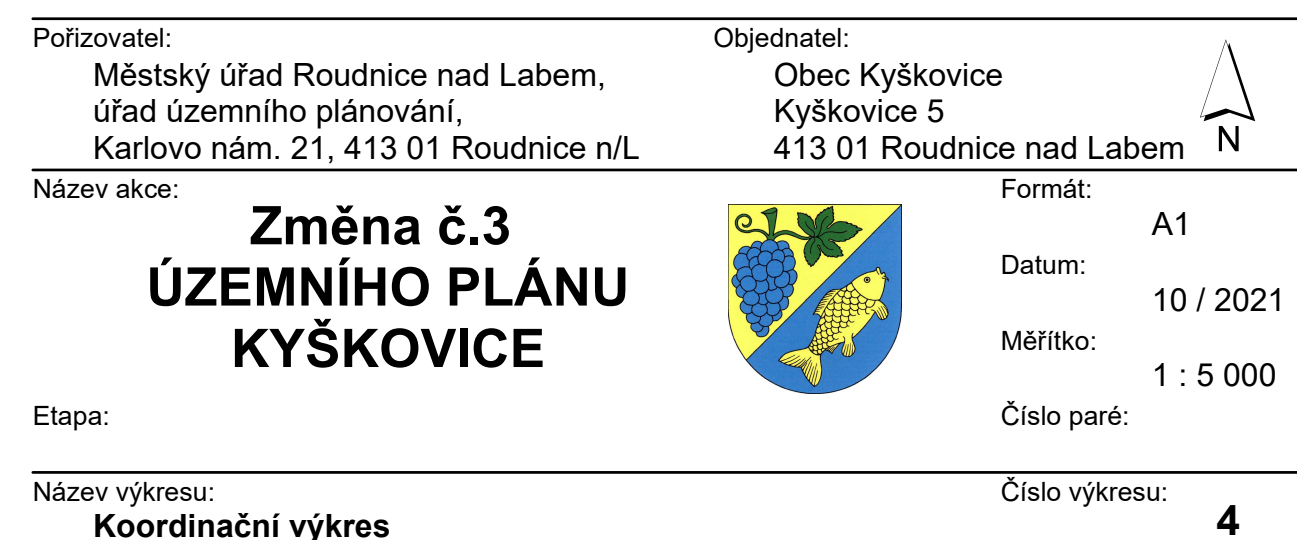 Pořizovatel:
Městský úřad Roudnice nad Labem,
úřad územního plánování,
Karlovo nám. 21, 413 01 Roudnice n/L
Objednatel:
Obec Kyškovice
Kyškovice 5
413 01 Roudnice nad Labem
N
Název akce:
Změna č.3
ÚZEMNÍHO PLÁNU
KYŠKOVICE
Formát:
A1
Datum:
10 / 2021
Měřítko:
1 : 5 000
Etapa:
Číslo paré:
Název výkresu:
Koordinační výkres
Číslo výkresu:
4